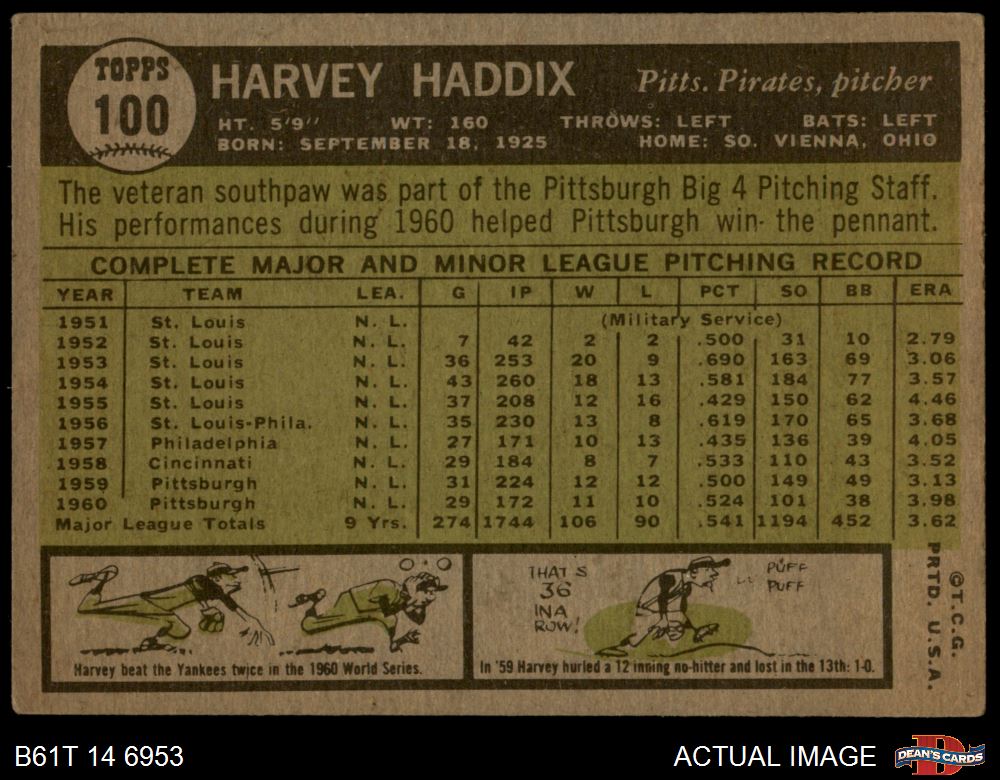 TOPPS
100
HARVEY HADDIX
Pitts. Pirates, pitcher
HT. 5'9'' WT: 160 THROWS: LEFT BATS: LEFT
BORN: SEPTEMBER 18, 1925 HOME: SO. VIENNA, OHIO
The veteran southpaw was part of the Pittsburgh Big 4 Pitching Staff.
His performances during 1960 helped Pittsburgh win the pennant.
COMPLETE MAJOR AND MINOR LEAGUE PITCHING RECORD
YEAR TEAM LEA. G IP W L PCT SO BB ERA
1951 St. Louis N. L. (Military Service)
1952 St. Louis N. L. 7 42 2 2 .500 31 10 2.79
1953 St. Louis N. L. 36 253 20 9 .690 163 69 3.06
1954 St. Louis N. L. 43 260 18 13 .581 184 77 3.57
1955 St. Louis N. L. 37 208 12 16 .429 150 62 4.46
1956 St. Louis-Phila. N. L. 35 230 13 8 .619 170 65 3.68
1957 Philadelphia N. L. 27 171 10 13 .435 136 39 4.05
1958 Cincinnati N. L. 29 184 8 7 .533 110 43 3.52
1959 Pittsburgh N. L. 31 224 12 12 .500 149 49 3.13
1960 Pittsburgh N. L. 29 172 11 10 .524 101 38 3.98
Major League Totals 9 Yrs. 274 1744 106 90 .541 1194 452 3.62
Harvey beat the Yankees twice in the 1960 World Series.
THAT S
36
IN A
ROW!
PUFF
PUFF
In '59 Harvey hurled a 12 inning no-hitter and lost in the 13th: 1-0.
©T.C.G.
PRTD. U.S.A.
B61T 14 6953
ACTUAL IMAGE
DEAN'S CARDS